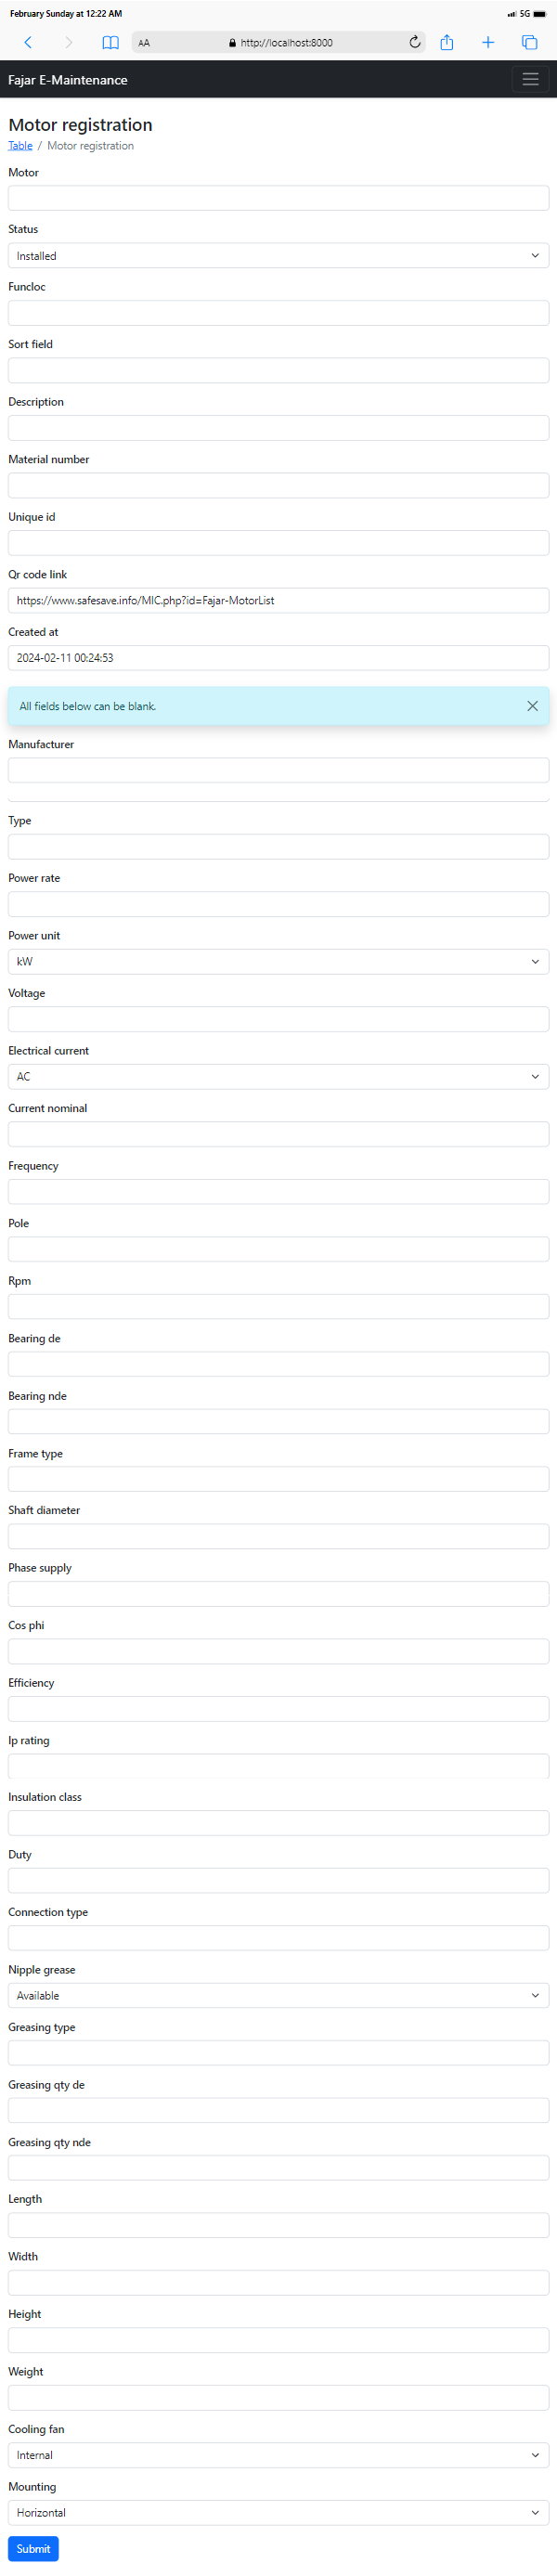 February Sunday at 12:22 AM
5G
AA
http://localhost:8000
Fajar E-Maintenance
Motor registration
Table / Motor registration
Motor
Status
Installed
Funcloc
Sort field
Description
Material number
Unique id
Qr code link
https://www.safesave.info/MIC.php?id=Fajar-MotorList
Created at
2024-02-11 00:24:53
All fields below can be blank.
Manufacturer
Type
Power rate
Power unit
kW
Voltage
Electrical current
AC
Current nominal
Frequency
Pole
Rpm
Bearing de
Bearing nde
Frame type
Shaft diameter
Phase supply
Cos phi
Efficiency
Ip rating
Insulation class
Duty
Connection type
Nipple grease
Available
Greasing type
Greasing qty de
Greasing qty nde
Length
Width
Height
Weight
Cooling fan
Internal
Mounting
Horizontal
Submit